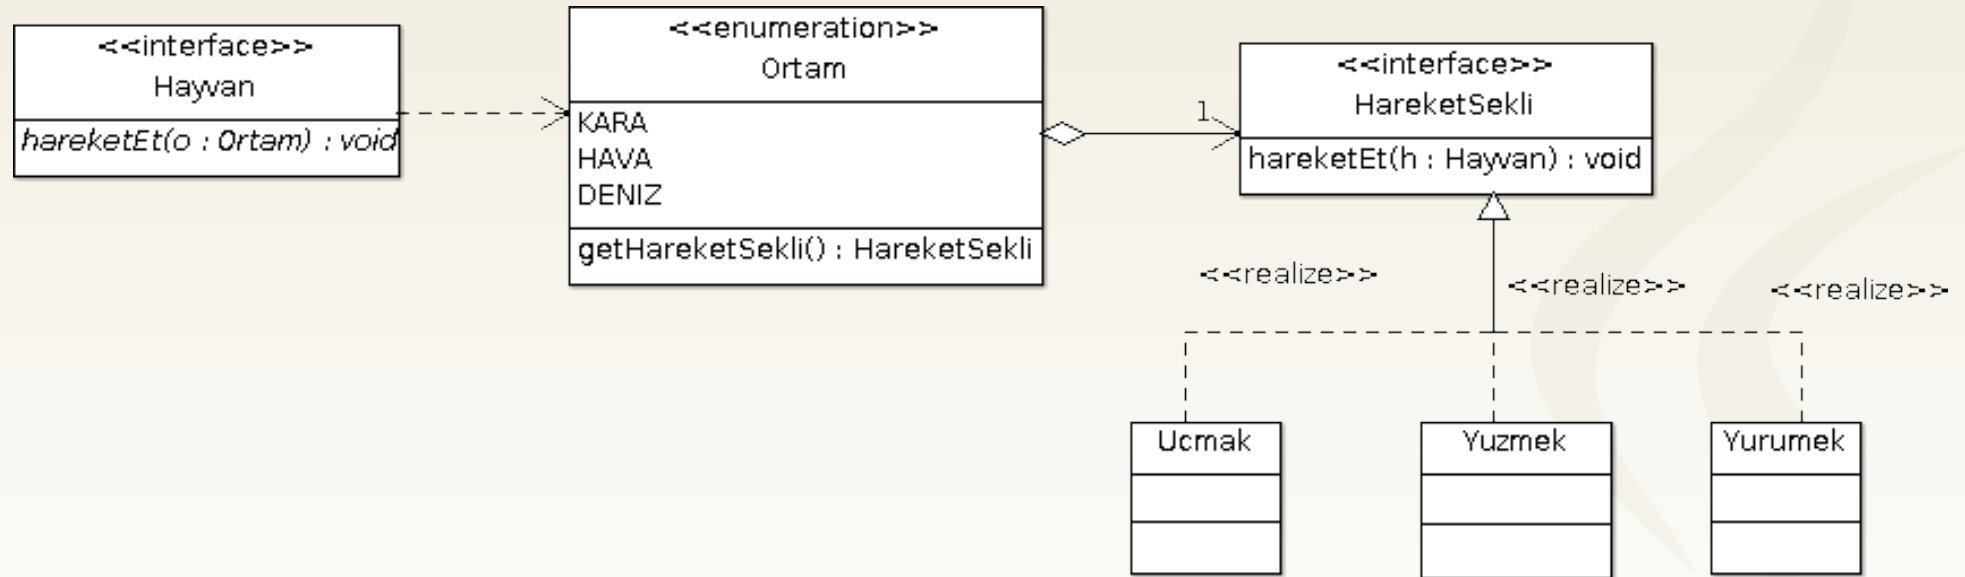 <<interface>>
Hayvan
hareketEt(o : Ortam) : void
<<enumeration>>
Ortam
KARA
HAVA
DENIZ
getHareketSekli() : HareketSekli
1
<<interface>>
HareketSekli
hareketEt(h : Hayvan) : void
<<realize>>
<<realize>>
<<realize>>
Ucmak
Yuzmek
Yurumek